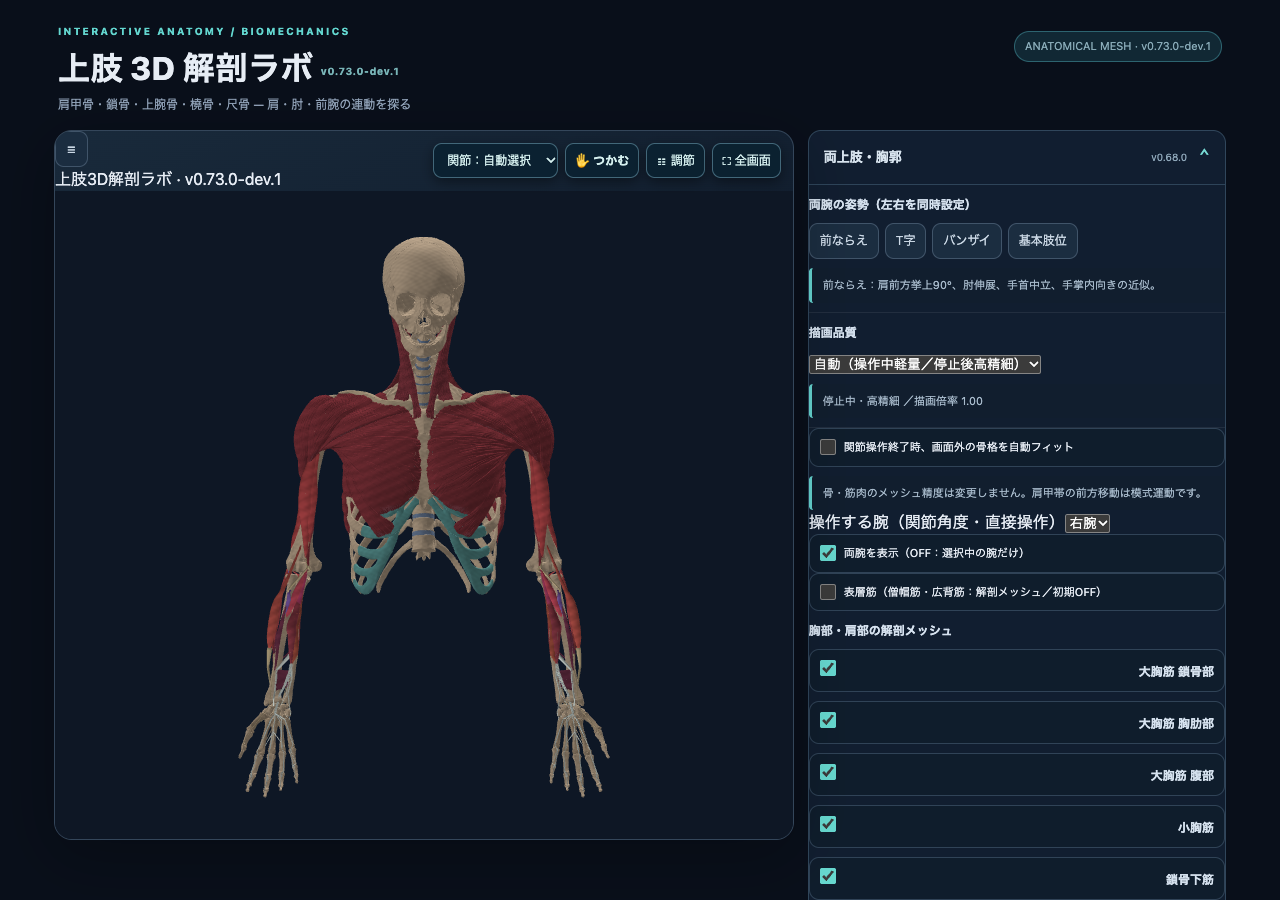 INTERACTIVE ANATOMY / BIOMECHANICS
上肢 3D 解剖ラボ v0.73.0-dev.1
肩甲骨・鎖骨・上腕骨・橈骨・尺骨 — 肩・肘・前腕の連動を探る
ANATOMICAL MESH · v0.73.0-dev.1
≡
上肢3D解剖ラボ · v0.73.0-dev.1
関節：自動選択
✋ つかむ
☷ 調節
⛶ 全画面
両上肢・胸郭
v0.68.0
両腕の姿勢（左右を同時設定）
前ならえ
T字
バンザイ
基本肢位
前ならえ：肩前方挙上90°、肘伸展、手首中立、手掌内向きの近似。
描画品質
自動（操作中軽量／停止後高精細）
停止中・高精細 ／描画倍率 1.00
関節操作終了時、画面外の骨格を自動フィット
骨・筋肉のメッシュ精度は変更しません。肩甲帯の前方移動は模式運動です。
操作する腕（関節角度・直接操作） 右腕
両腕を表示（OFF：選択中の腕だけ）
表層筋（僧帽筋・広背筋：解剖メッシュ／初期OFF）
胸部・肩部の解剖メッシュ
大胸筋 鎖骨部
大胸筋 胸肋部
大胸筋 腹部
小胸筋
鎖骨下筋